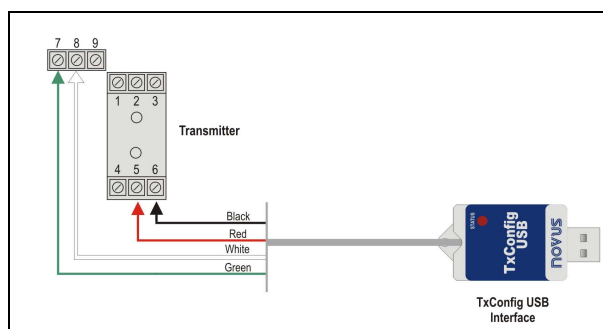 7 8 9
1 2 3
Transmitter
4 5 6
Black
Red
White
Green
STATUS
TxConfig
USB
NOVUS
TxConfig USB
Interface